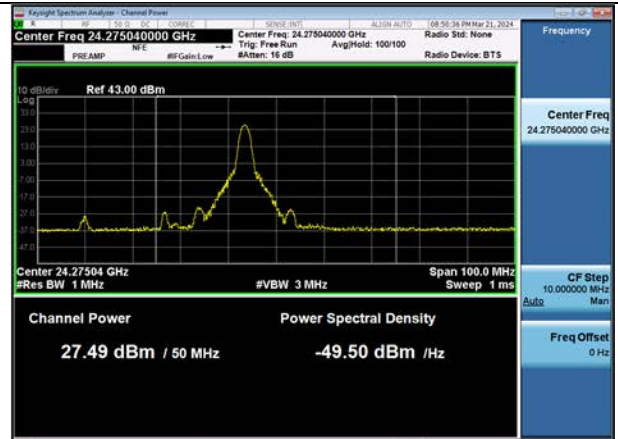 Keysight Spectrum Analyzer - Channel Power
R RF 50 Ω DC CORREC SENSE:INT ALIGN AUTO 08:50:36 PM Mar 21, 2024
Center Freq 24.275040000 GHz
Center Freq: 24.275040000 GHz
Radio Std: None
NFE
Trig: Free Run Avg|Hold: 100/100
PREAMP #IFGain:Low #Atten: 16 dB Radio Device: BTS
10 dB/div Ref 43.00 dBm
Log
33.0
23.0
13.0
3.00
-7.00
-17.0
-27.0
-37.0
-47.0
Center 24.27504 GHz Span 100.0 MHz
#Res BW 1 MHz #VBW 3 MHz Sweep 1 ms
Channel Power Power Spectral Density
27.49 dBm / 50 MHz -49.50 dBm /Hz
Frequency
Center Freq
24.275040000 GHz
CF Step
10.000000 MHz
Auto Man
Freq Offset
0 Hz